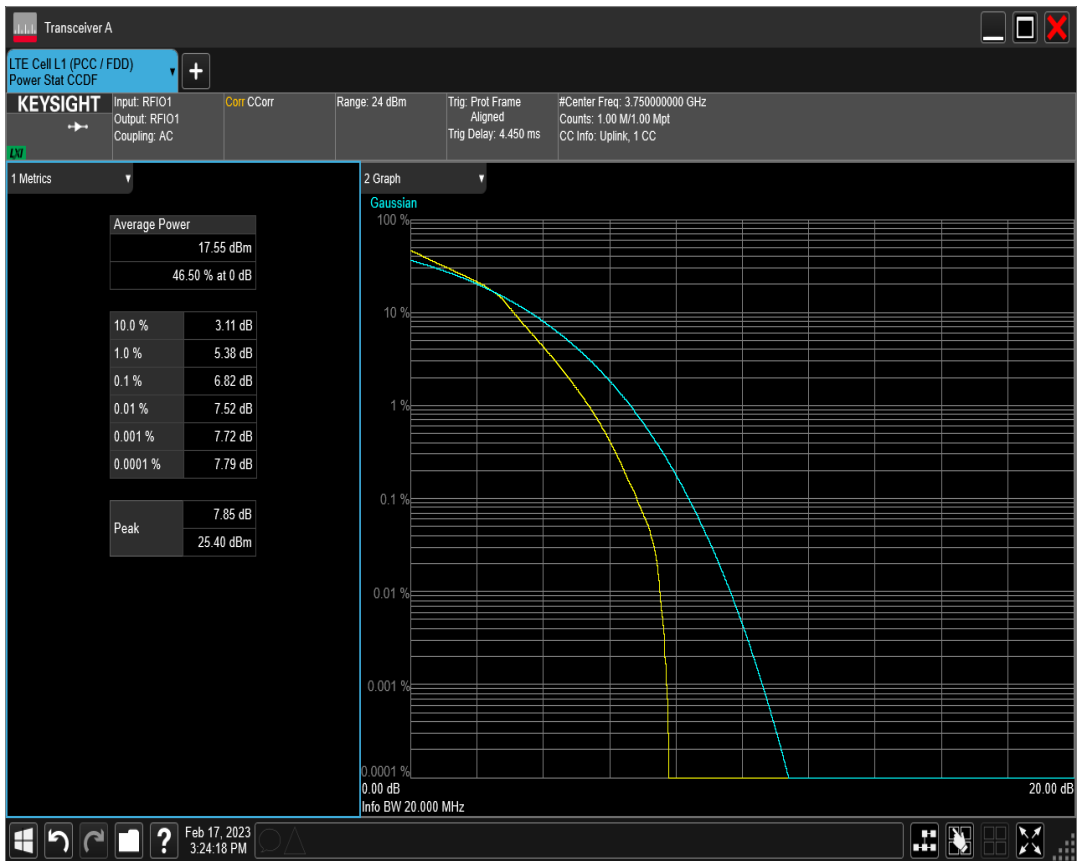 Transceiver A
LTE Cell L1 (PCC / FDD)
Power Stat CCDF
KEYSIGHT
LXI
Input: RFIO1
Output: RFIO1
Coupling: AC
Corr CCorr
Range: 24 dBm
Trig: Prot Frame
Aligned
Trig Delay: 4.450 ms
#Center Freq: 3.750000000 GHz
Counts: 1.00 M/1.00 Mpt
CC Info: Uplink, 1 CC
1 Metrics
Average Power
17.55 dBm
46.50 % at 0 dB
10.0 % 3.11 dB
1.0 % 5.38 dB
0.1 % 6.82 dB
0.01 % 7.52 dB
0.001 % 7.72 dB
0.0001 % 7.79 dB
Peak
7.85 dB
25.40 dBm
2 Graph
Gaussian
100 %
10 %
1 %
0.1 %
0.01 %
0.001 %
0.0001 %
0.00 dB 20.00 dB
Info BW 20.000 MHz
?
Feb 17, 2023
3:24:18 PM